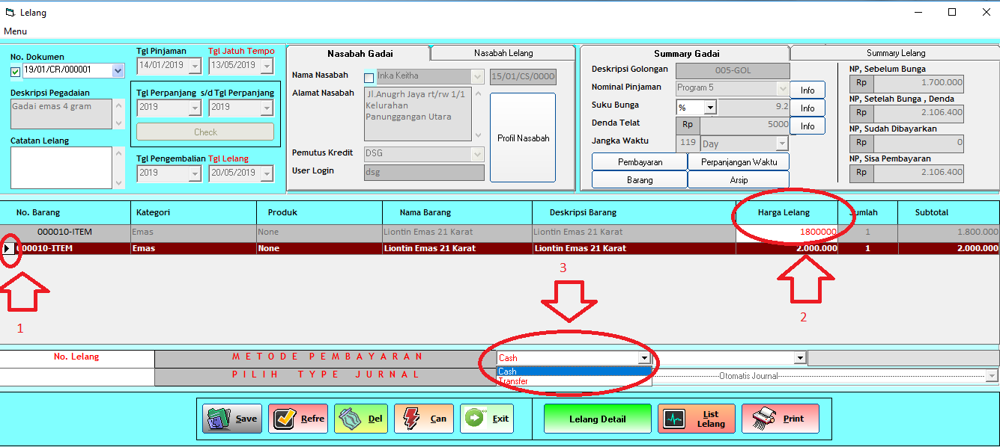 Lelang
Menu
No. Dokumen
19/01/CR/000001
Deskripsi Pegadaian
Gadai emas 4 gram
Catatan Lelang
Tgl Pinjaman Tgl Jatuh Tempo
14/01/2019 13/05/2019
Tgl Perpanjang s/d Tgl Perpanjang
2019 2019
Check
Tgl Pengembalian Tgl Lelang
2019 20/05/2019
Nasabah Gadai Nasabah Lelang
Nama Nasabah Inka Keitha 15/01/CS/0000
Alamat Nasabah Jl.Anugrh Jaya rt/rw 1/1
Kelurahan
Panunggangan Utara
Profil Nasabah
Pemutus Kredit DSG
User Login dsg
Summary Gadai Summary Lelang
Deskripsi Golongan 005-GOL
Nominal Pinjaman Program 5 Info
Suku Bunga % 9.2 Info
Denda Telat Rp 5000 Info
Jangka Waktu 119 Day
Pembayaran Perpanjangan Waktu
Barang Arsip
NP, Sebelum Bunga
Rp 1.700.000
NP, Setelah Bunga , Denda
Rp 2.106.400
NP, Sudah Dibayarkan
Rp 0
NP, Sisa Pembayaran
Rp 2.106.400
No. Barang Kategori Produk Nama Barang Deskripsi Barang Harga Lelang Jumlah Subtotal
000010-ITEM Emas None Liontin Emas 21 Karat Liontin Emas 21 Karat 1800000 1 1.800.000
000010-ITEM Emas None Liontin Emas 21 Karat Liontin Emas 21 Karat 2.000.000 1 2.000.000
3
1
2
No. Lelang METODE PEMBAYARAN Cash
Cash
Transfer
PILIH TYPE JURNAL Otomatis Journal
Save Refre Del Can Exit Lelang Detail List Lelang Print